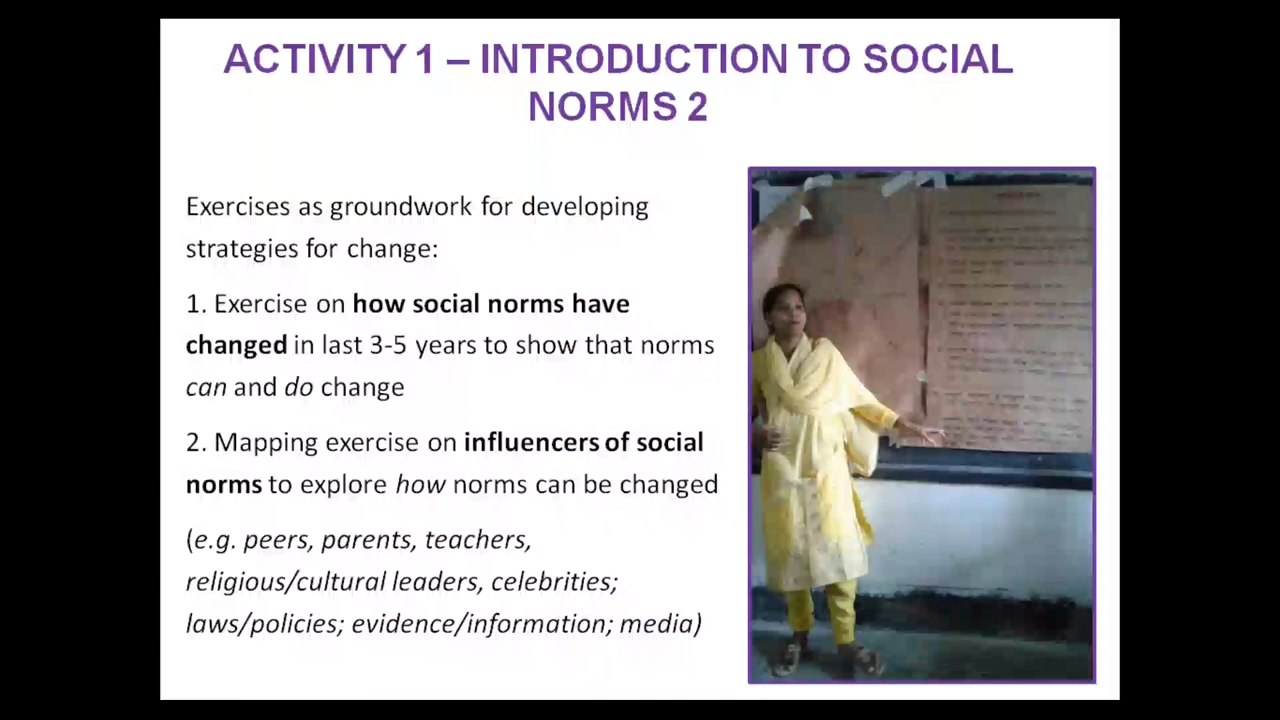 ACTIVITY 1 – INTRODUCTION TO SOCIAL
NORMS 2
Exercises as groundwork for developing
strategies for change:
1. Exercise on how social norms have
changed in last 3-5 years to show that norms
can and do change
2. Mapping exercise on influencers of social
norms to explore how norms can be changed
(e.g. peers, parents, teachers,
religious/cultural leaders, celebrities;
laws/policies; evidence/information; media)